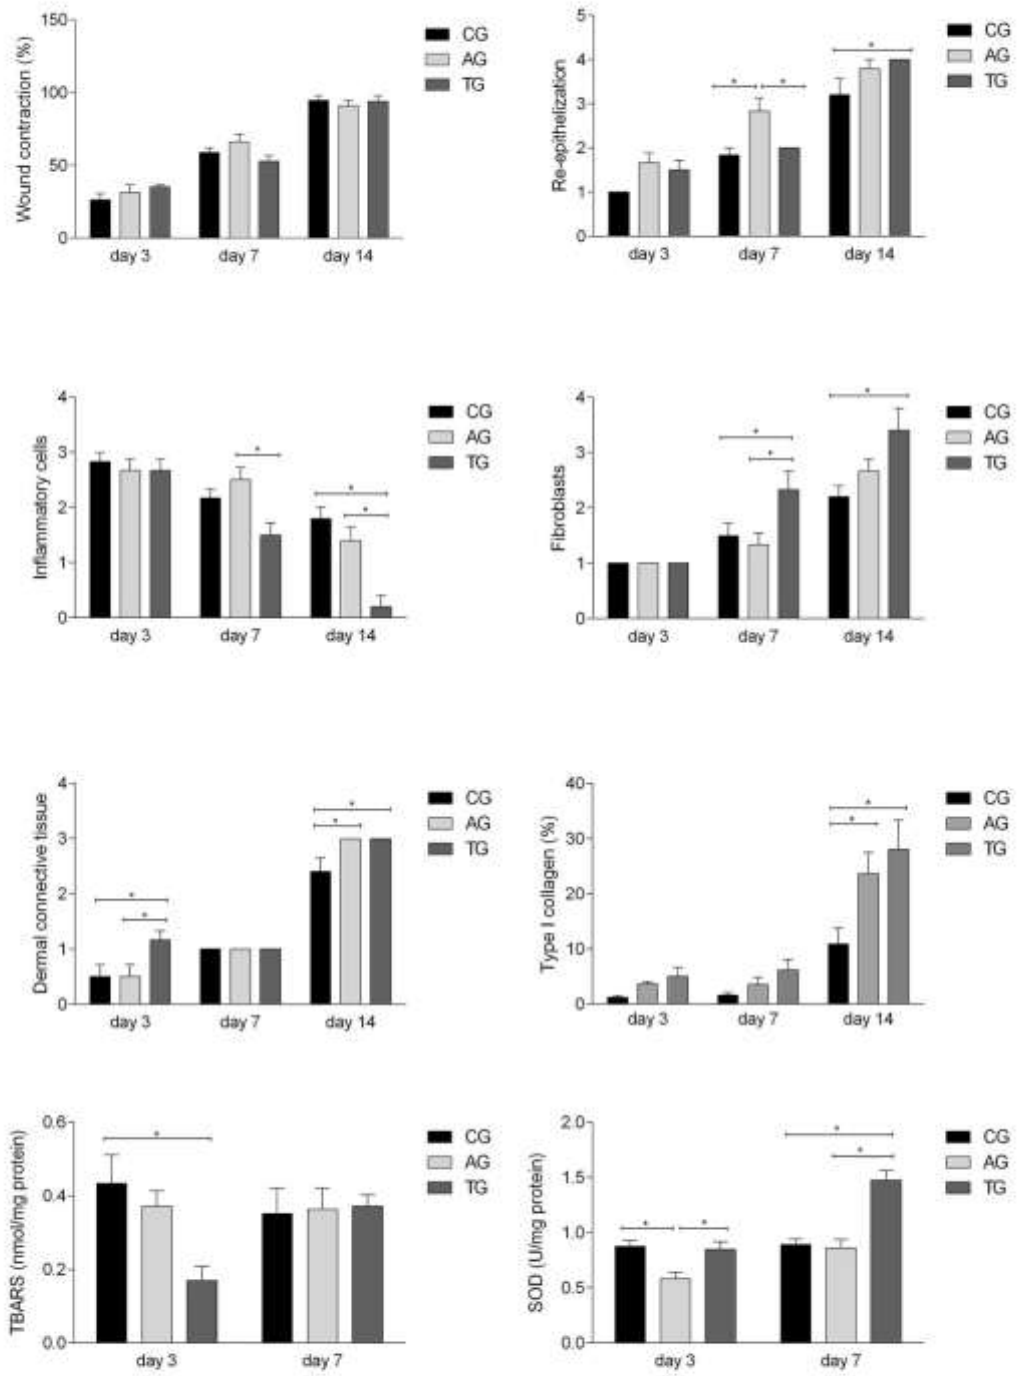 Wound contraction (%)
150
100
50
0
day 3 day 7 day 14
CG
AG
TG
Re-epithelization
5
4
3
2
1
0
* * *
day 3 day 7 day 14
CG
AG
TG
Inflammatory cells
4
3
2
1
0
* * *
day 3 day 7 day 14
CG
AG
TG
Fibroblasts
4
3
2
1
0
* * *
day 3 day 7 day 14
CG
AG
TG
Dermal connective tissue
4
3
2
1
0
* * * *
day 3 day 7 day 14
CG
AG
TG
Type I collagen (%)
40
30
20
10
0
* *
day 3 day 7 day 14
CG
AG
TG
TBARS (nmol/mg protein)
0.6
0.4
0.2
0.0
*
day 3 day 7
CG
AG
TG
SOD (U/mg protein)
2.0
1.5
1.0
0.5
0.0
* * * *
day 3 day 7
CG
AG
TG